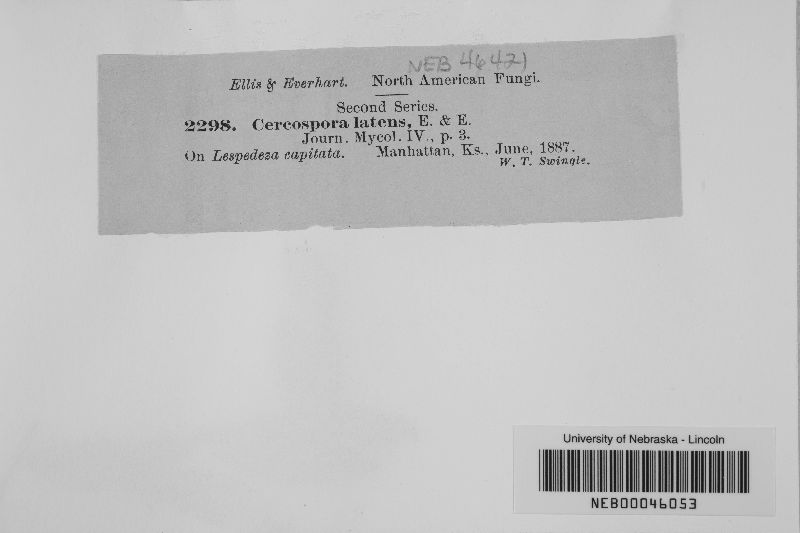 NEB 46421
Ellis & Everhart. North American Fungi.
Second Series.
2298. Cercospora latens, E. & E.
Journ. Mycol. IV., p. 3.
On Lespedeza capitata. Manhattan, Ks., June, 1887.
W. T. Swingle.
University of Nebraska - Lincoln
NEB00046053